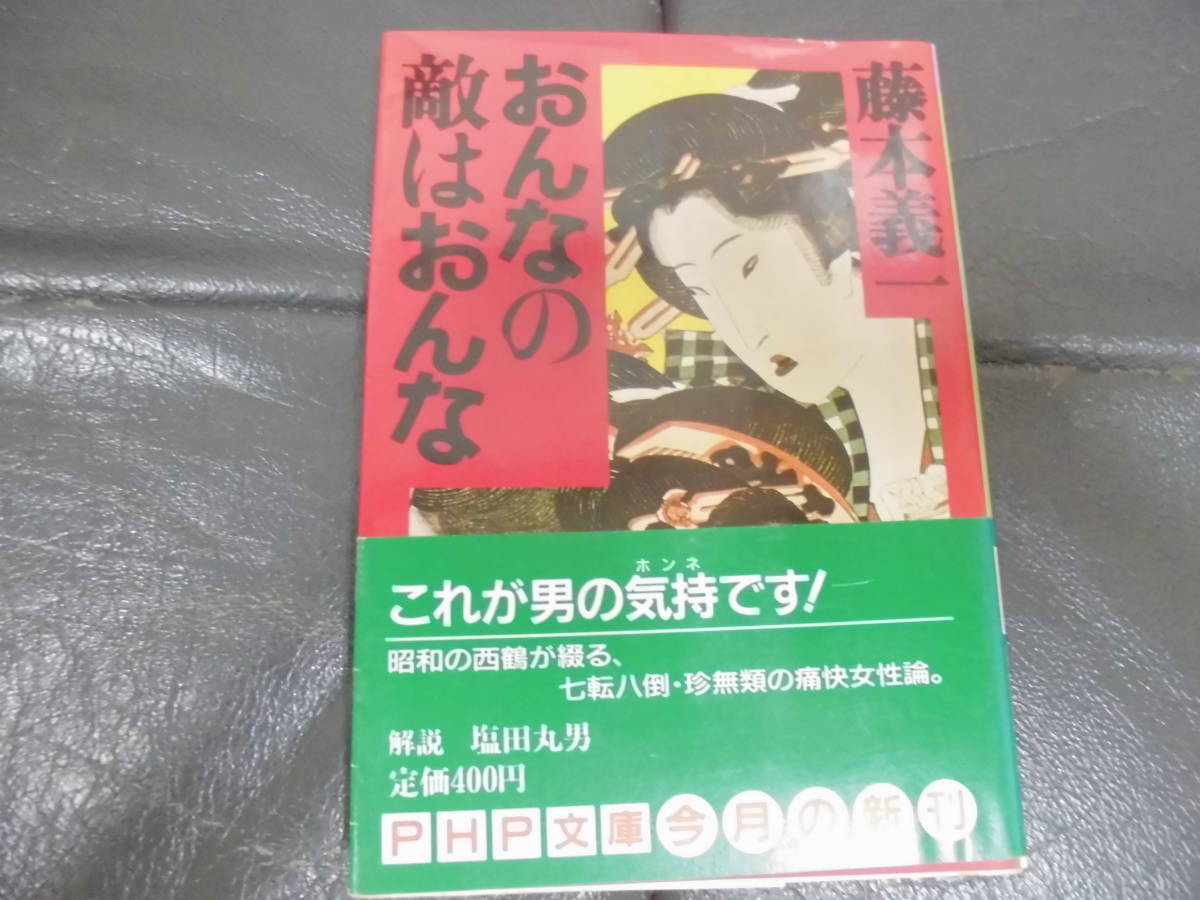 藤本義一
おんなの
敵はおんな
ホンネ
これが男の気持です!
昭和の西鶴が綴る、
七転八倒・珍無類の痛快女性論。
解説 塩田丸男
定価400円
PHP文庫今月の新刊